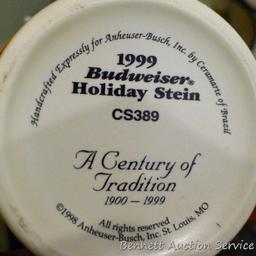 Handcrafted Expressly for Anheuser-Busch, Inc. by Ceramarte of Brazil
1999
Budweiser®
Holiday Stein
CS389
A Century of
Tradition
1900 — 1999
All rights reserved
©1998 Anheuser-Busch, Inc. St. Louis, MO
Bennett Auction Service